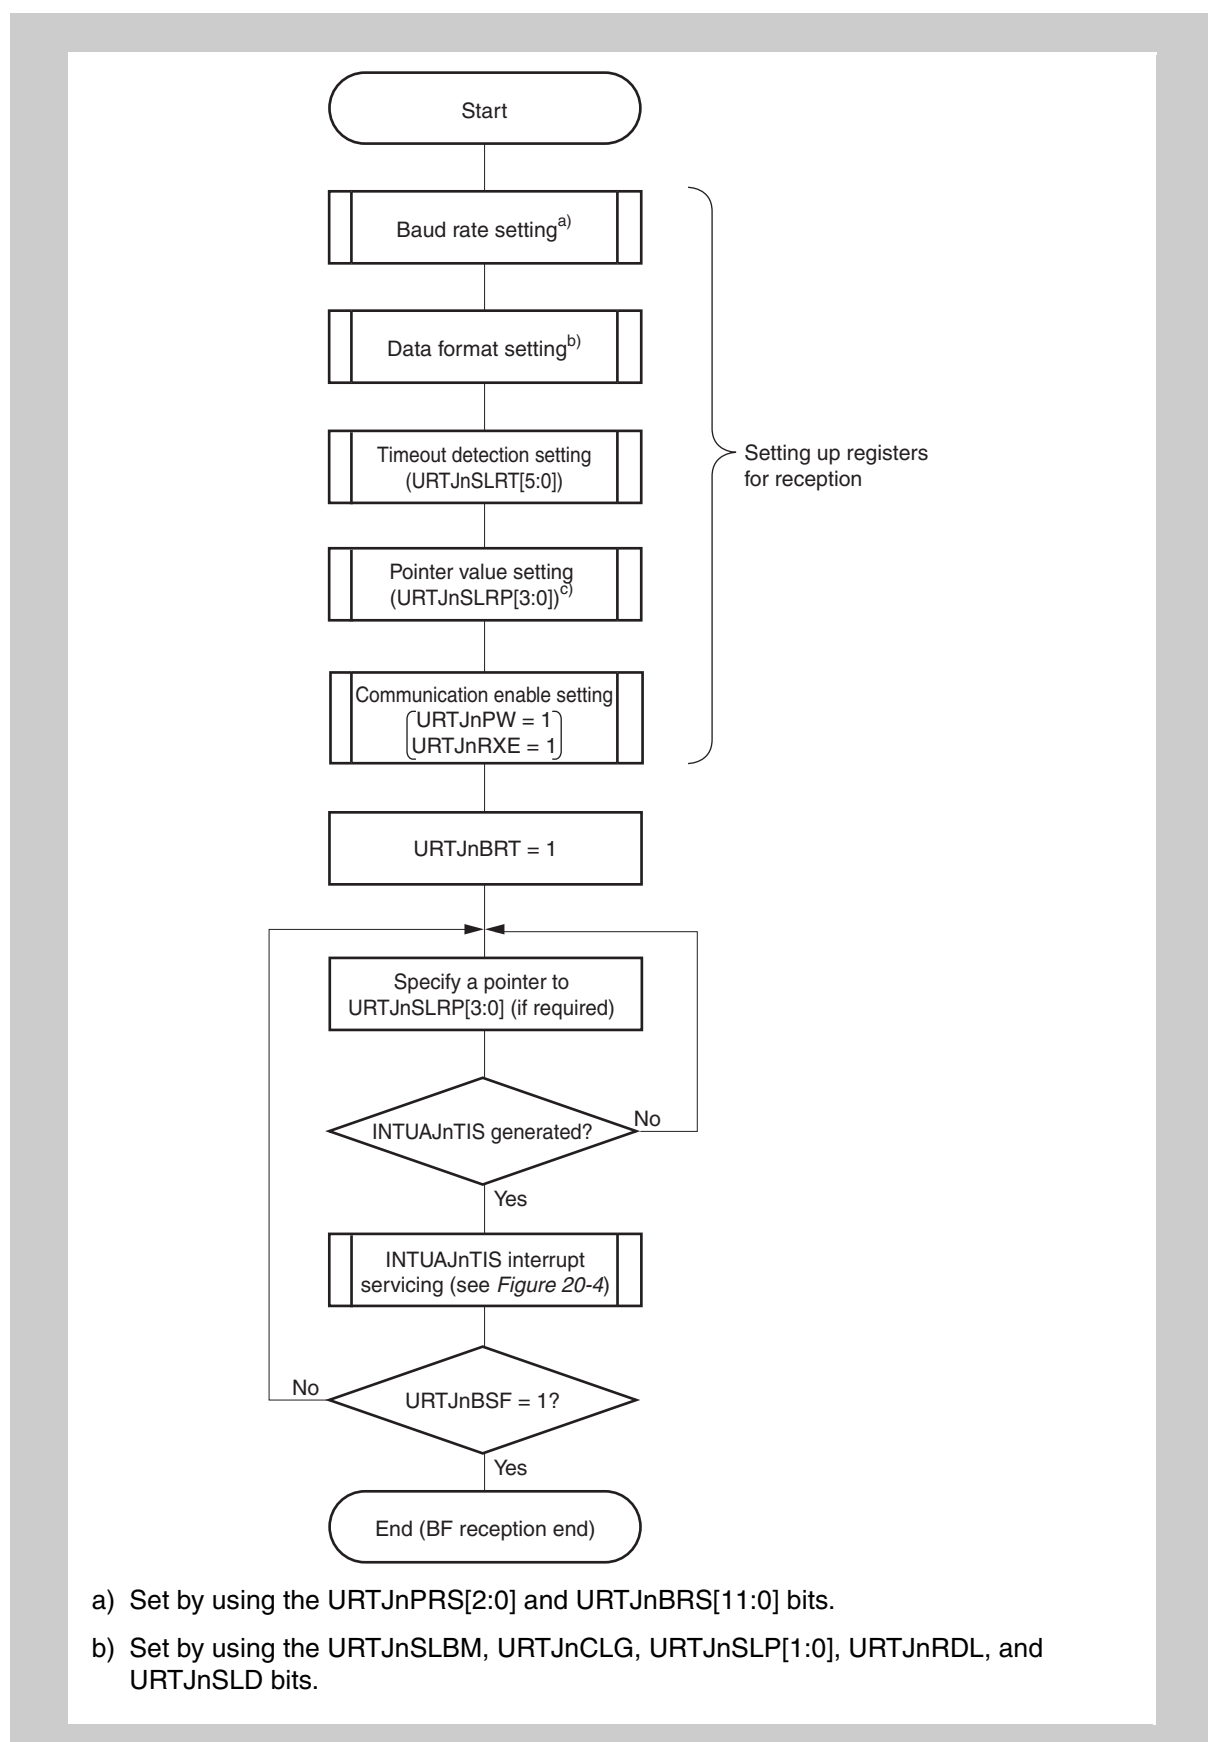 Start
Baud rate setting a)
Data format setting b)
Timeout detection setting
(URTJnSLRT[5:0])
Setting up registers
for reception
Pointer value setting
(URTJnSLRP[3:0]) c)
Communication enable setting
URTJnPW = 1
URTJnRXE = 1
URTJnBRT = 1
Specify a pointer to
URTJnSLRP[3:0] (if required)
No
INTUAJnTIS generated?
Yes
INTUAJnTIS interrupt
servicing (see Figure 20-4)
No
URTJnBSF = 1?
Yes
End (BF reception end)
a) Set by using the URTJnPRS[2:0] and URTJnBRS[11:0] bits.
b) Set by using the URTJnSLBM, URTJnCLG, URTJnSLP[1:0], URTJnRDL, and
URTJnSLD bits.